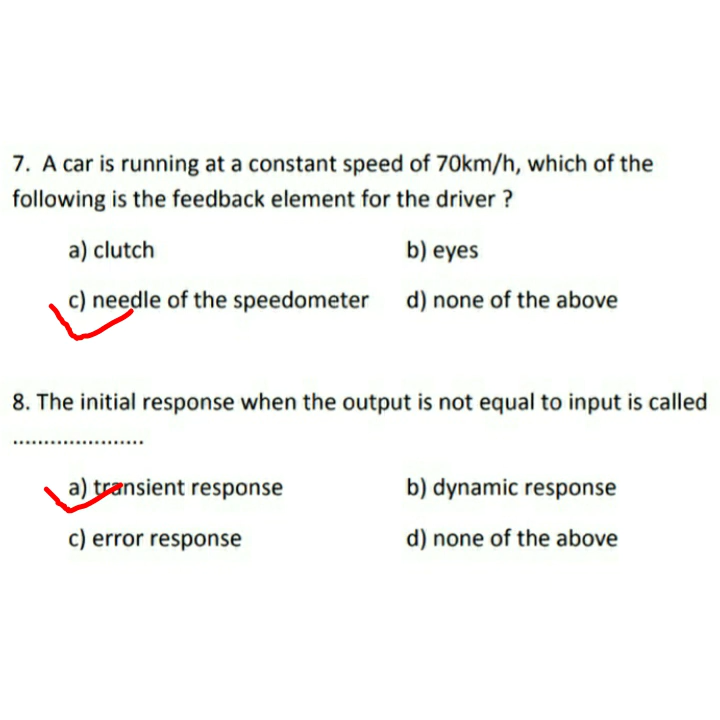 7. A car is running at a constant speed of 70km/h, which of the
following is the feedback element for the driver ?
a) clutch b) eyes
c) needle of the speedometer d) none of the above
8. The initial response when the output is not equal to input is called
.....................
a) transient response b) dynamic response
c) error response d) none of the above